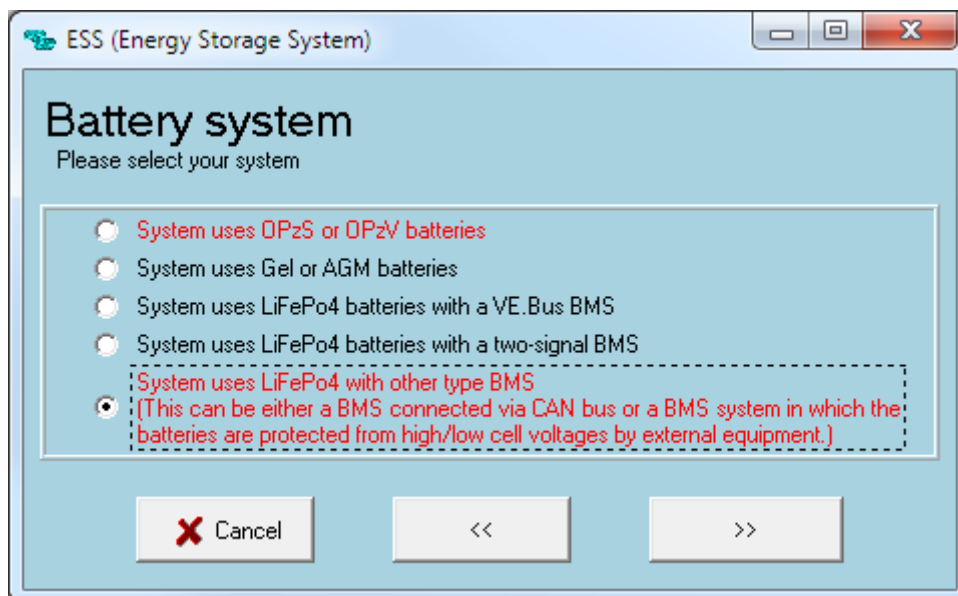 ESS (Energy Storage System)
Battery system
Please select your system
System uses OPzS or OPzV batteries
System uses Gel or AGM batteries
System uses LiFePo4 batteries with a VE.Bus BMS
System uses LiFePo4 batteries with a two-signal BMS
System uses LiFePo4 with other type BMS
(This can be either a BMS connected via CAN bus or a BMS system in which the
batteries are protected from high/low cell voltages by external equipment.)
Cancel
<<
>>